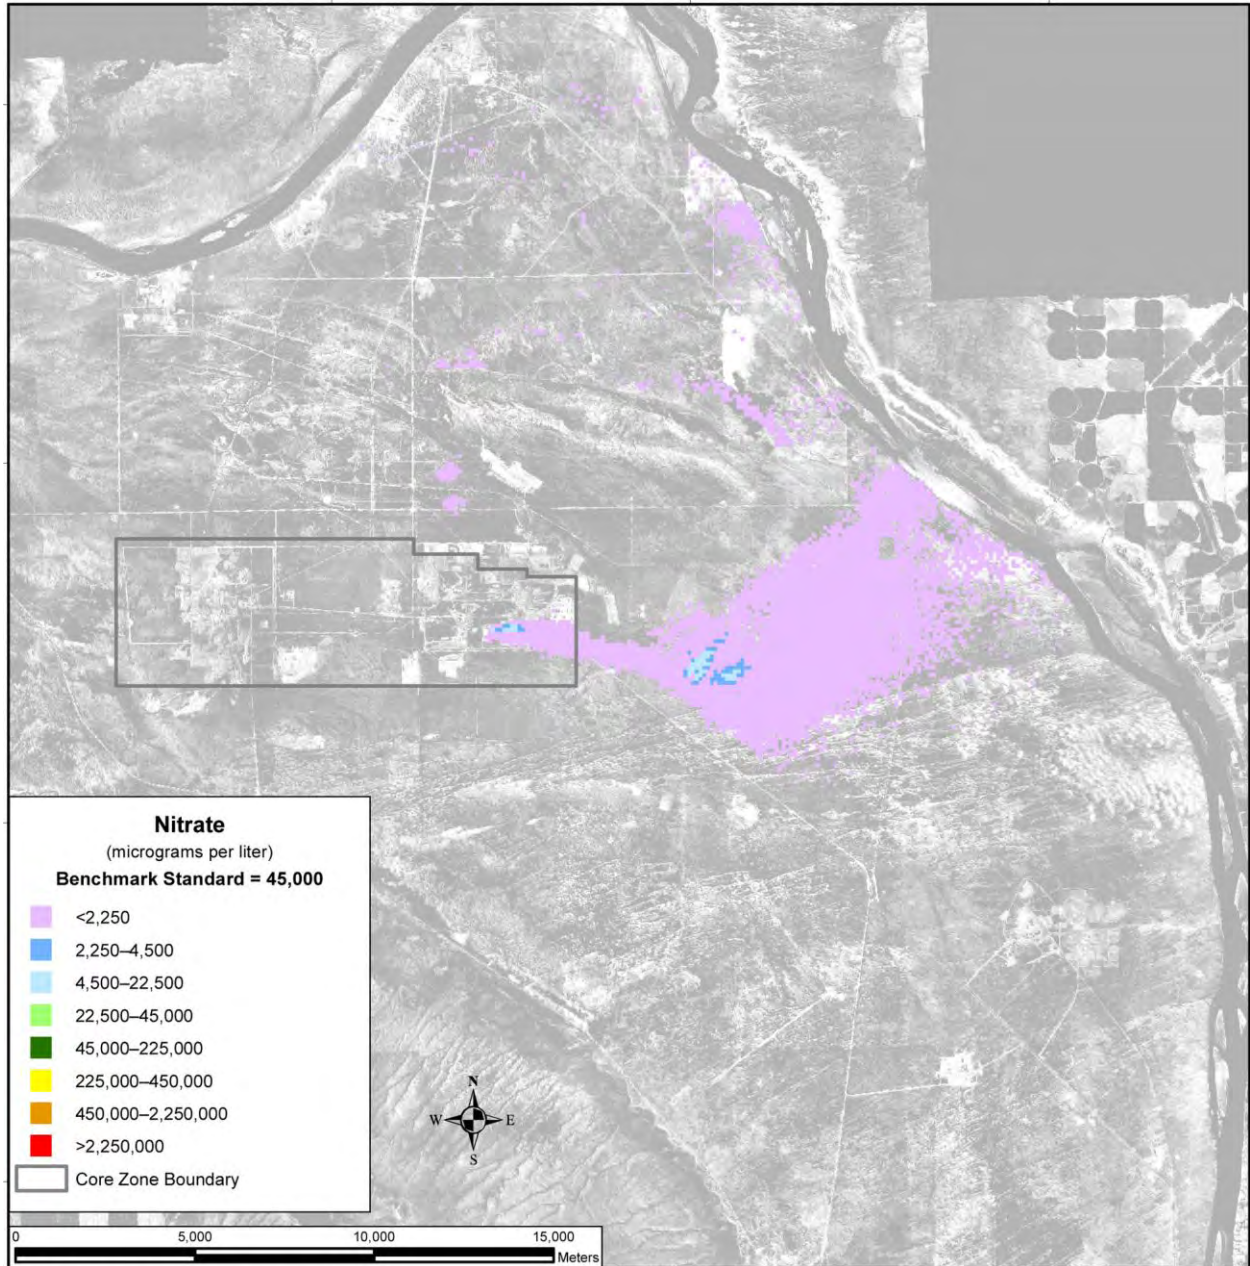 Nitrate
(micrograms per liter)
Benchmark Standard = 45,000
<2,250
2,250–4,500
4,500–22,500
22,500–45,000
45,000–225,000
225,000–450,000
450,000–2,250,000
>2,250,000
Core Zone Boundary
N
W E
S
0 5,000 10,000 15,000
Meters